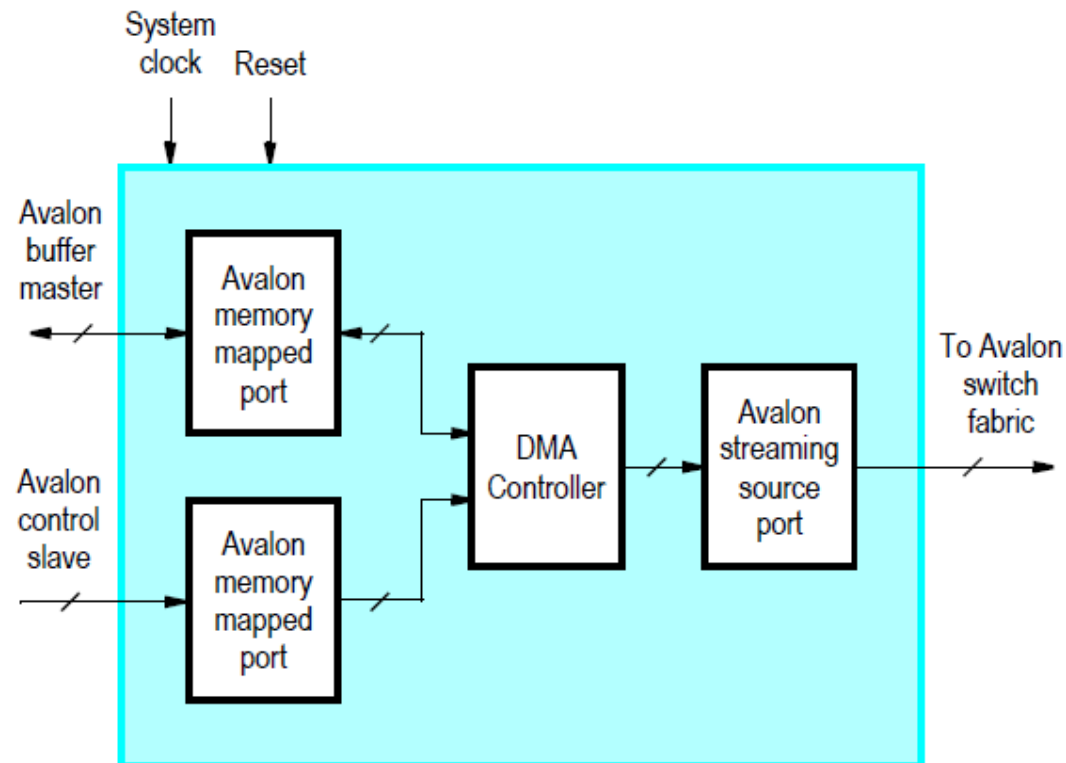 System
clock
Reset
Avalon
buffer
master
Avalon
memory
mapped
port
Avalon
control
slave
Avalon
memory
mapped
port
DMA
Controller
Avalon
streaming
source
port
To Avalon
switch
fabric